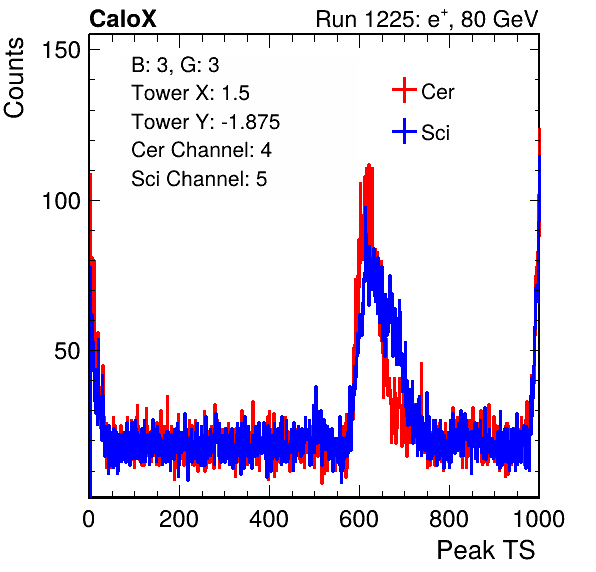 CaloX
Run 1225: e+, 80 GeV
Counts
150
100
50
B: 3, G: 3
Tower X: 1.5
Tower Y: -1.875
Cer Channel: 4
Sci Channel: 5
Cer
Sci
0 200 400 600 800 1000
Peak TS